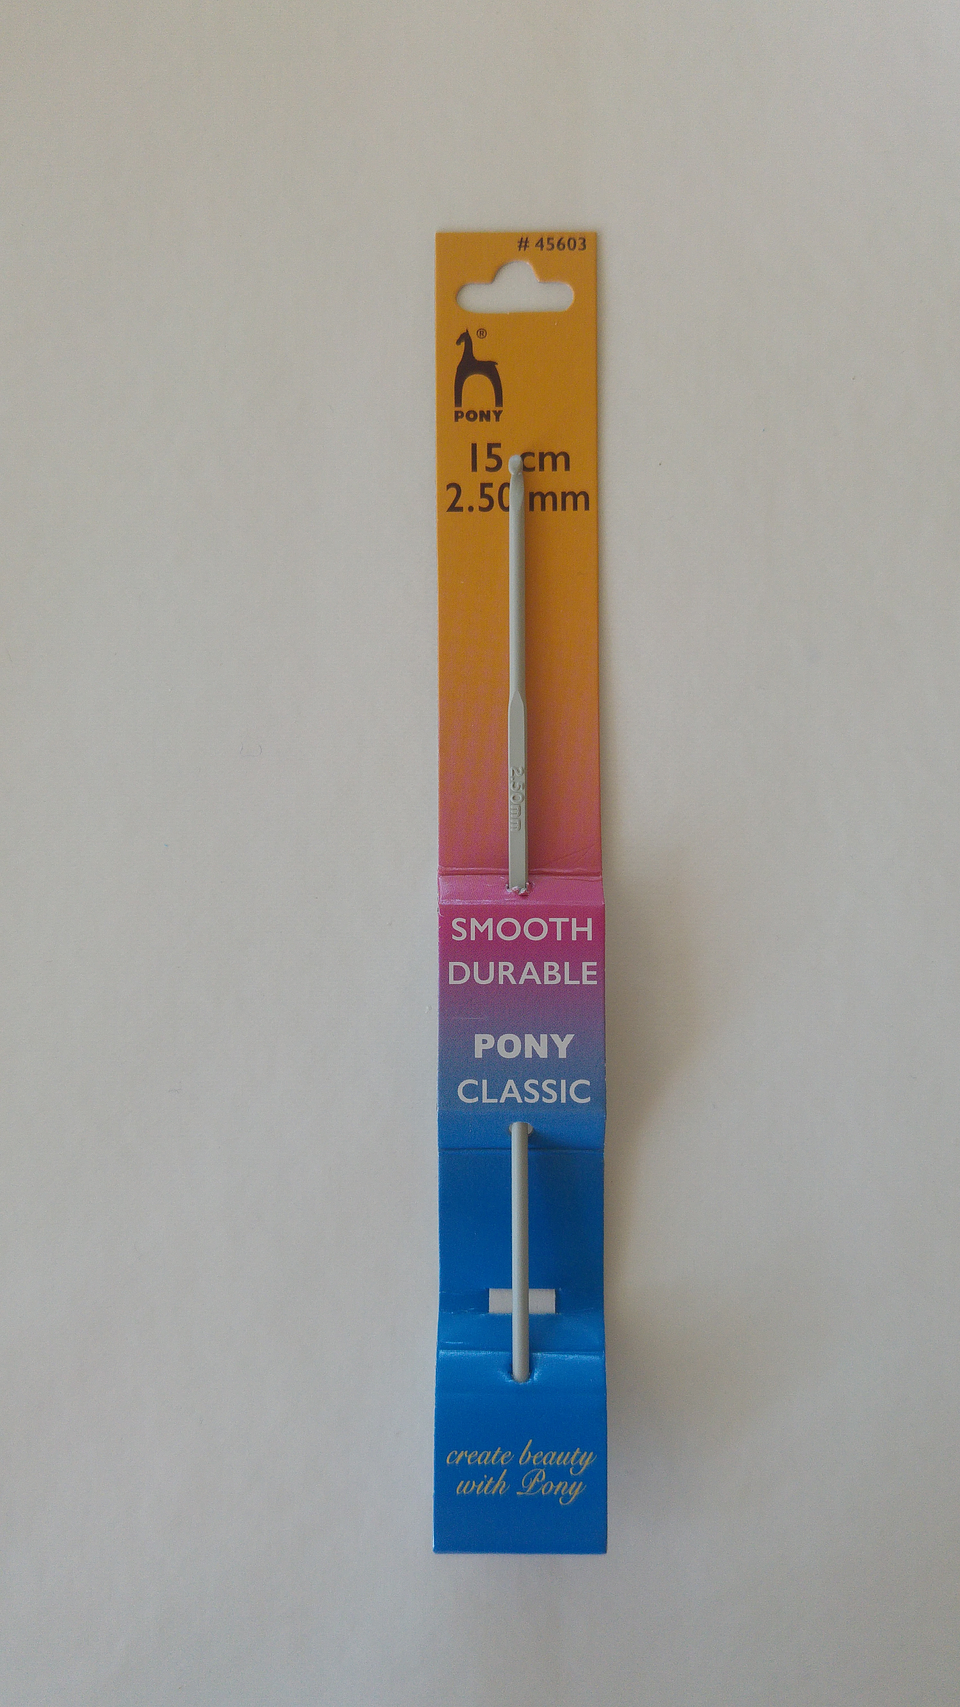 # 45603
®
PONY
15 cm
2.50 mm
2.50mm
SMOOTH
DURABLE
PONY
CLASSIC
create beauty
with Pony